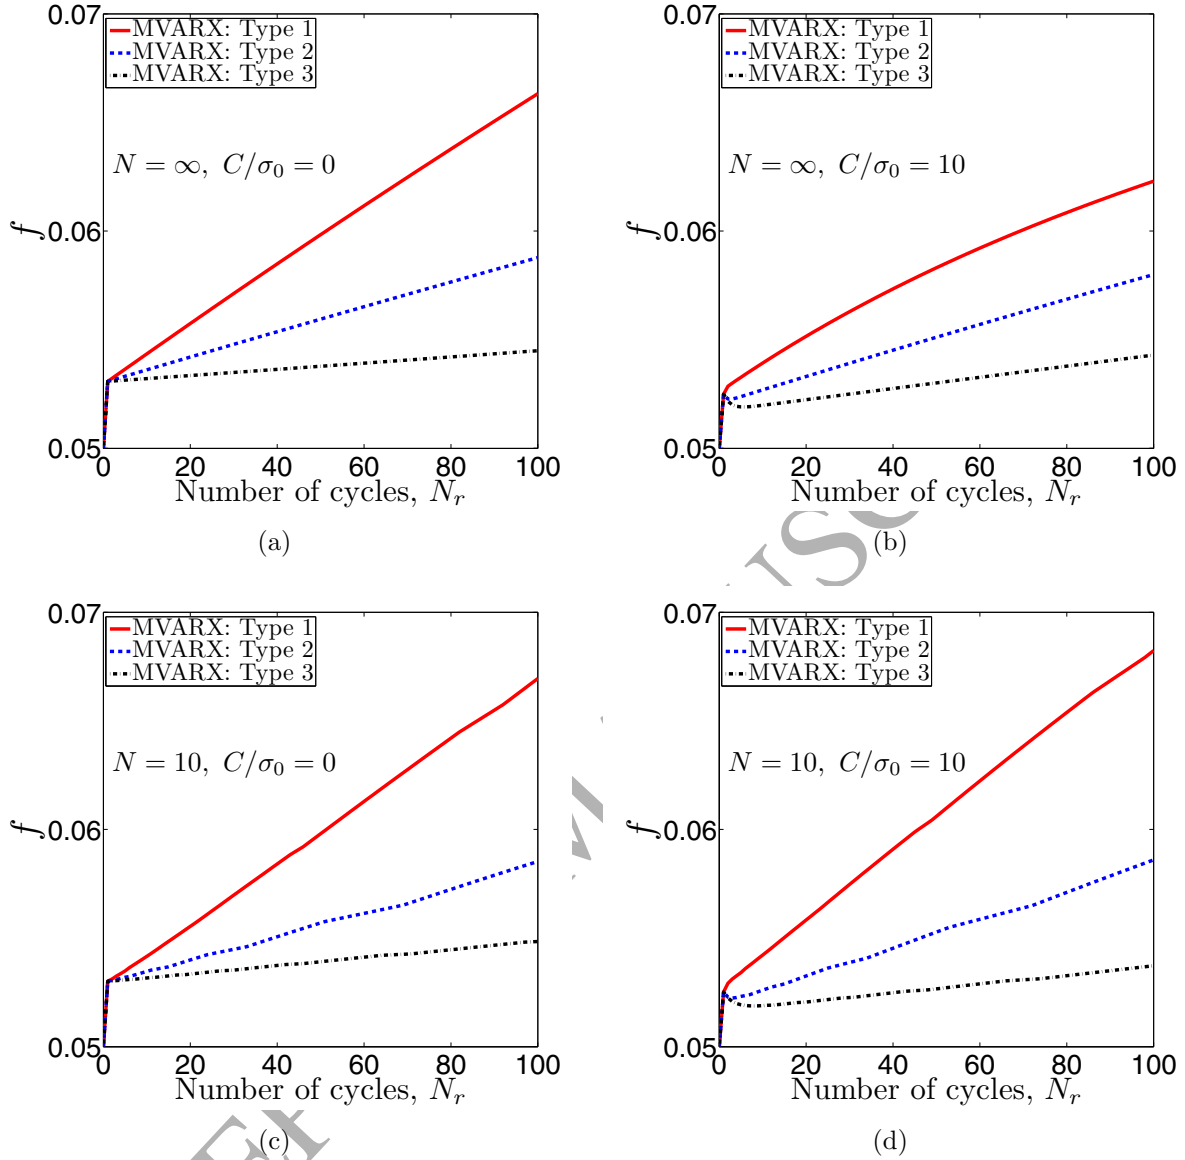 0.07
MVARX: Type 1
MVARX: Type 2
MVARX: Type 3
N = ∞, C/σ₀ = 0
0.06
f
0.05
0 20 40 60 80 100
Number of cycles, Nᵣ
(a)
0.07
MVARX: Type 1
MVARX: Type 2
MVARX: Type 3
N = ∞, C/σ₀ = 10
0.06
f
0.05
0 20 40 60 80 100
Number of cycles, Nᵣ
(b)
0.07
MVARX: Type 1
MVARX: Type 2
MVARX: Type 3
N = 10, C/σ₀ = 0
0.06
f
0.05
0 20 40 60 80 100
Number of cycles, Nᵣ
(c)
0.07
MVARX: Type 1
MVARX: Type 2
MVARX: Type 3
N = 10, C/σ₀ = 10
0.06
f
0.05
0 20 40 60 80 100
Number of cycles, Nᵣ
(d)